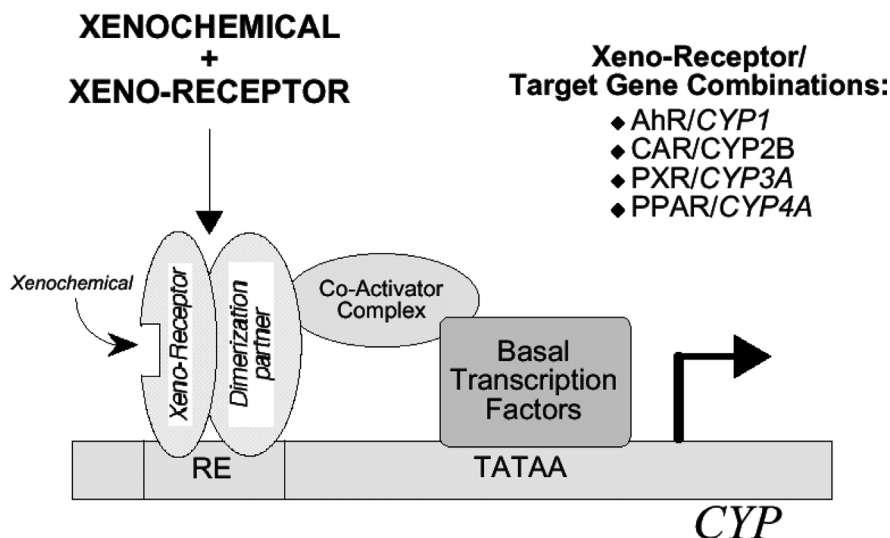 XENOCHEMICAL
+
XENO-RECEPTOR
Xeno-Receptor/
Target Gene Combinations:
◆ AhR/CYP1
◆ CAR/CYP2B
◆ PXR/CYP3A
◆ PPAR/CYP4A
Xenochemical
Xeno-Receptor
Dimerization
partner
Co-Activator
Complex
Basal
Transcription
Factors
RE
TATAA
CYP